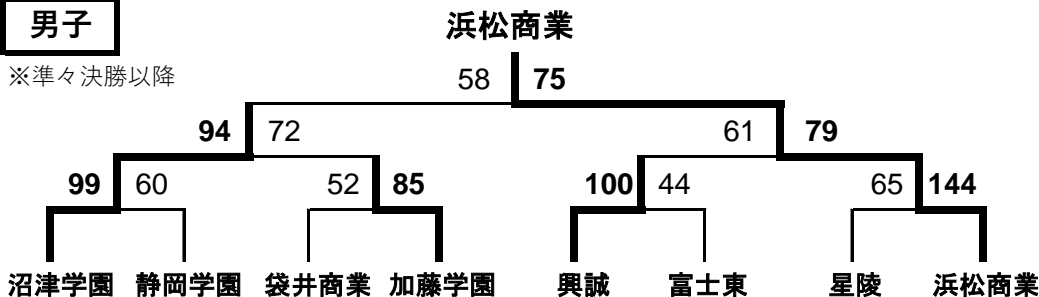 男子
浜松商業
※準々決勝以降
58 75
94 72 61 79
99 60 52 85 100 44 65 144
沼津学園 静岡学園 袋井商業 加藤学園 興誠 富士東 星陵 浜松商業